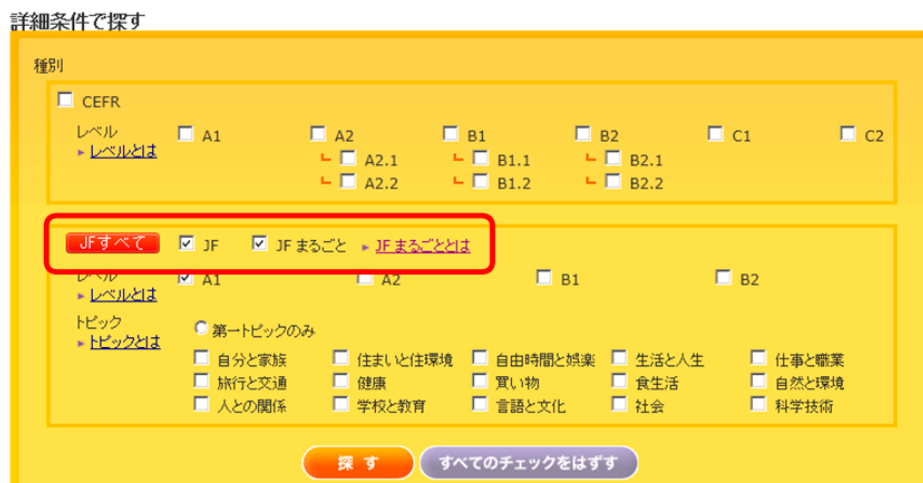 詳細条件で探す
種別
CEFR
レベル A1 A2 B1 B2 C1 C2
レベルとは A2.1 B1.1 B2.1
A2.2 B1.2 B2.2
JFすべて JF JF まるごと JF まるごととは
レベル A1 A2 B1 B2
レベルとは
トピック 第一トピックのみ
トピックとは
自分と家族 住まいと住環境 自由時間と娯楽 生活と人生 仕事と職業
旅行と交通 健康 買い物 食生活 自然と環境
人との関係 学校と教育 言語と文化 社会 科学技術
探す すべてのチェックをはずす